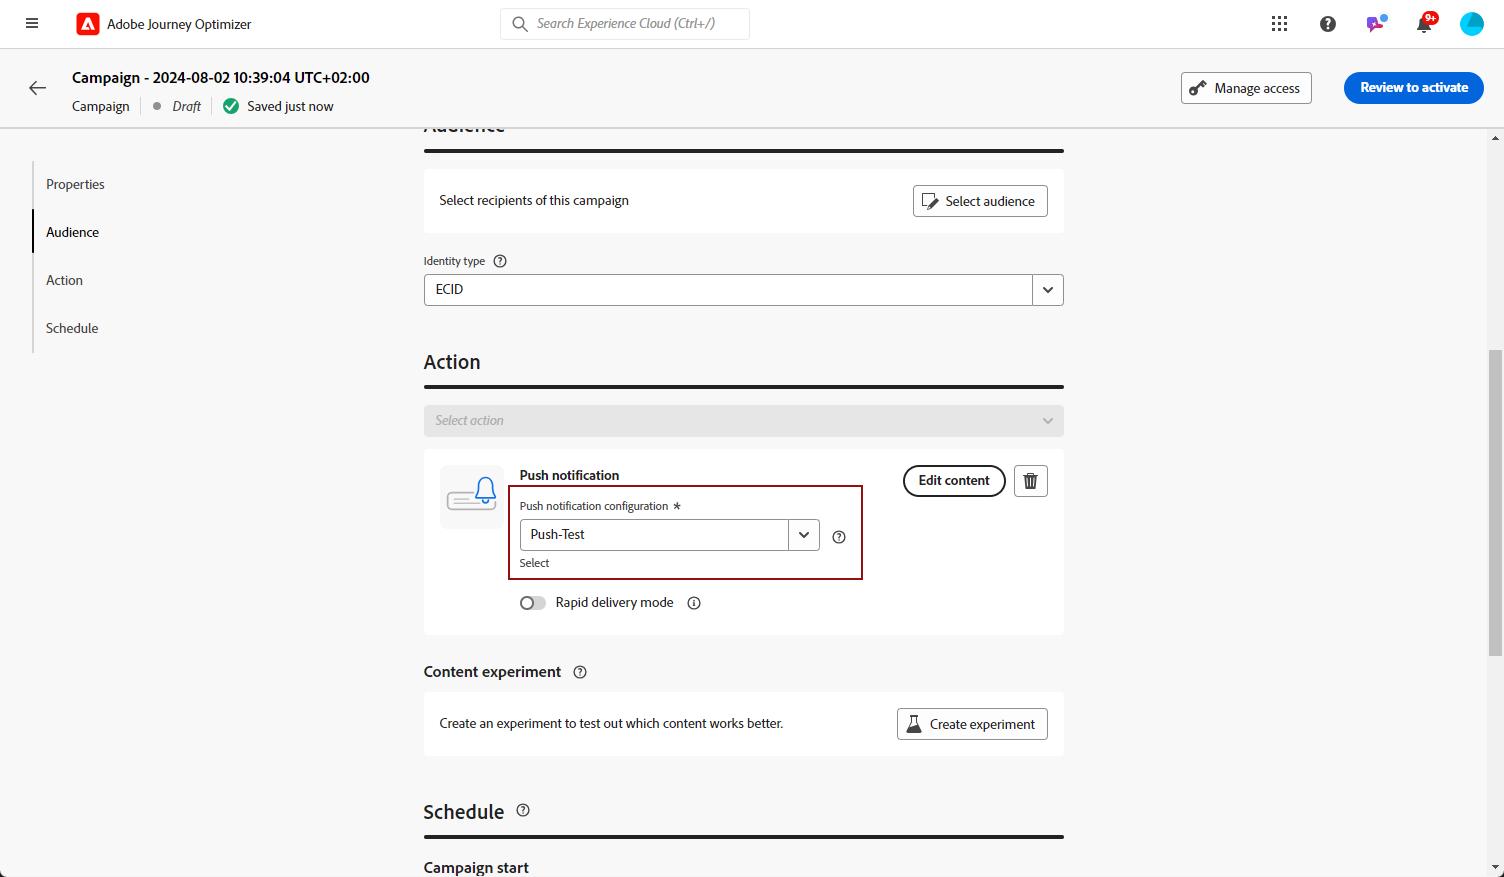 Adobe Journey Optimizer
Search Experience Cloud (Ctrl+/)
9+
Campaign - 2024-08-02 10:39:04 UTC+02:00
Campaign
Draft
Saved just now
Manage access
Review to activate
Properties
Audience
Action
Schedule
Audience
Select recipients of this campaign
Select audience
Identity type
ECID
Action
Select action
Push notification
Edit content
Push notification configuration *
Push-Test
Select
Rapid delivery mode
Content experiment
Create an experiment to test out which content works better.
Create experiment
Schedule
Campaign start